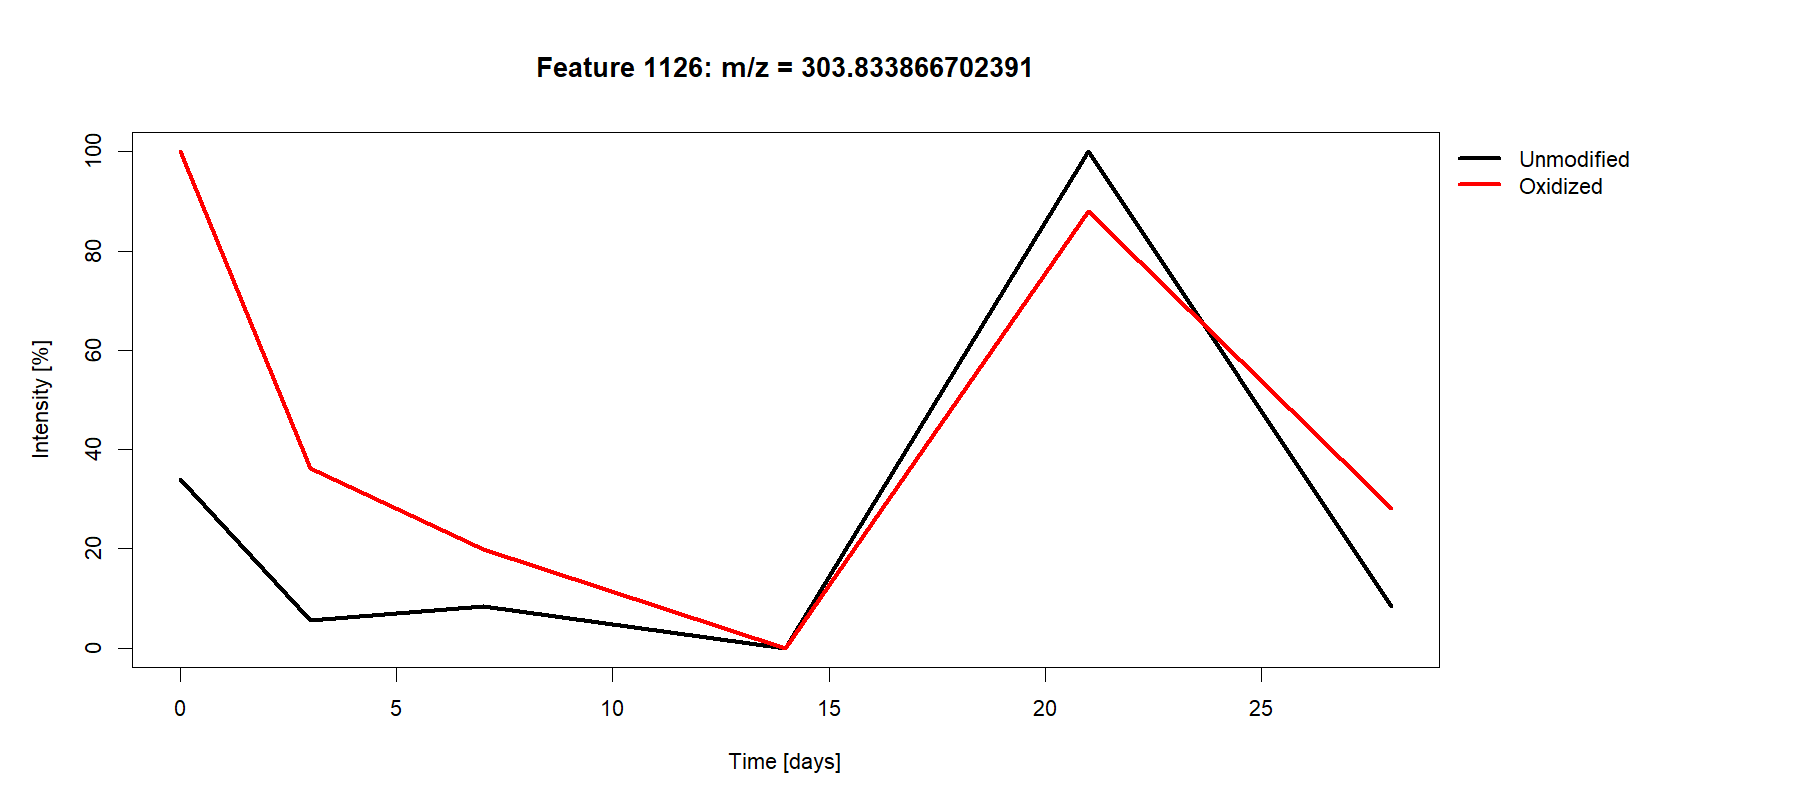 Feature 1126: m/z = 303.833866702391
Unmodified
Oxidized
Intensity [%]
100
80
60
40
20
0
0 5 10 15 20 25
Time [days]